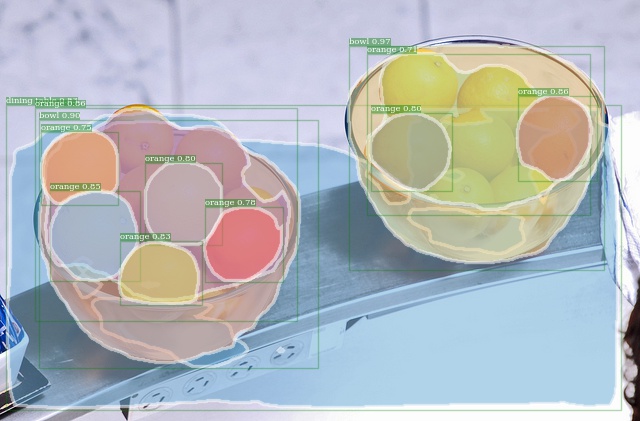 bowl 0.97
orange 0.71
orange 0.86
orange 0.80
orange 0.86
bowl 0.90
orange 0.75
orange 0.80
orange 0.85
orange 0.78
orange 0.83